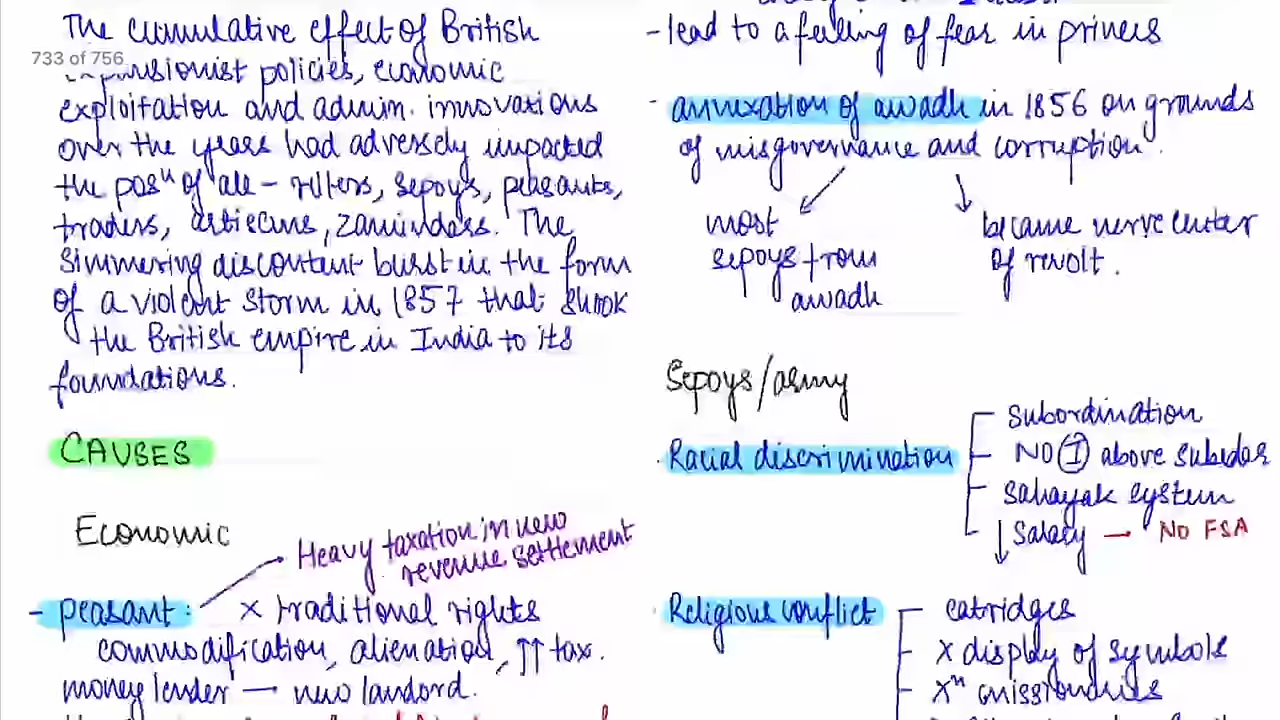 The cumulative effect of British
733 of 756
policies, economic
exploitation and admin. innovations
over the years had adversely impacted
the posⁿ of all - rulers, sepoys, peasants,
traders, artisans, zamindars. The
simmering discontent burst in the form
of a violent storm in 1857 that shook
the British empire in India to its
foundations.
CAUSES
Economic
Heavy taxation in new
revenue settlement
- peasant : x traditional rights
commodification, alienation, ↑↑ tax.
money lender — new landord.
- lead to a feeling of fear in princes
- annexation of awadh in 1856 on grounds
of misgovernance and corruption.
most
sepoys from
awadh
became nerve center
of revolt.
Sepoys/army
. Racial discrimination
subordination
NO Ⓘ above subedar
sahayak system
↓ Salary → NO FSA
. Religious conflict
catridges
x display of symbols
Xⁿ missionaries